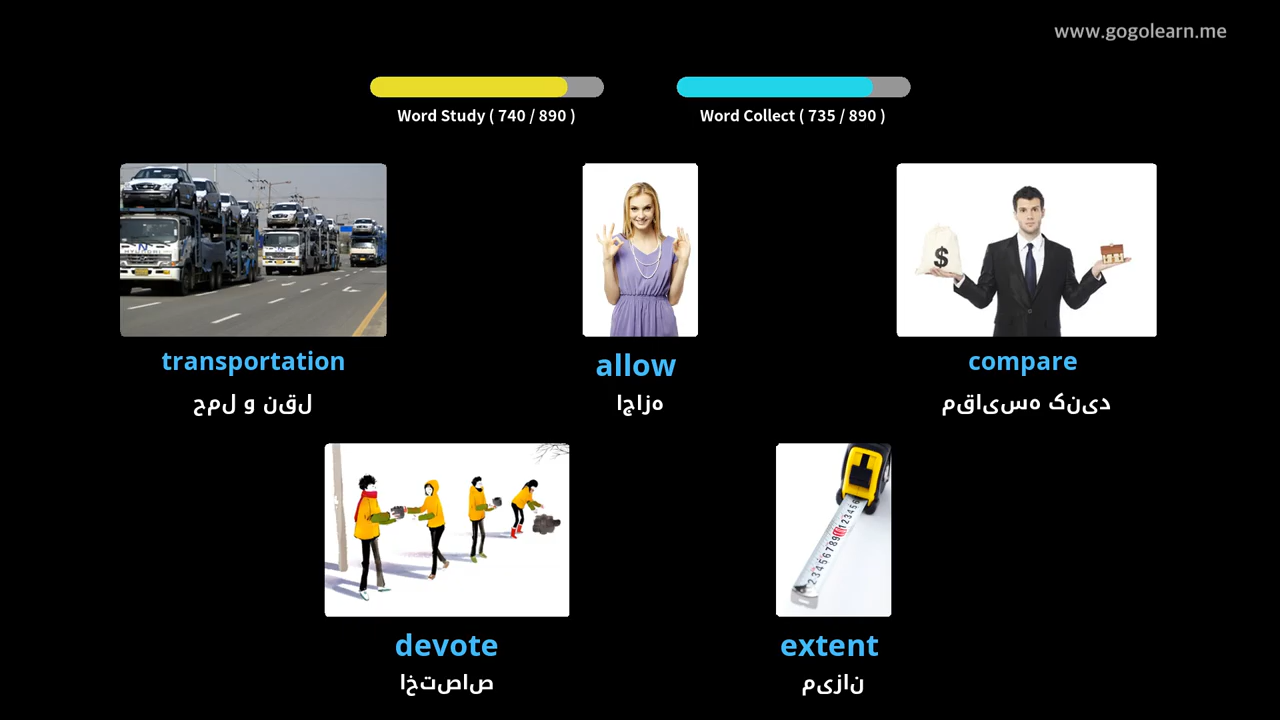 www.gogolearn.me
Word Study ( 740 / 890 )
Word Collect ( 735 / 890 )
transportation
حمل و نقل
allow
اجازه
compare
مقایسه کنید
devote
اختصاص
extent
میزان